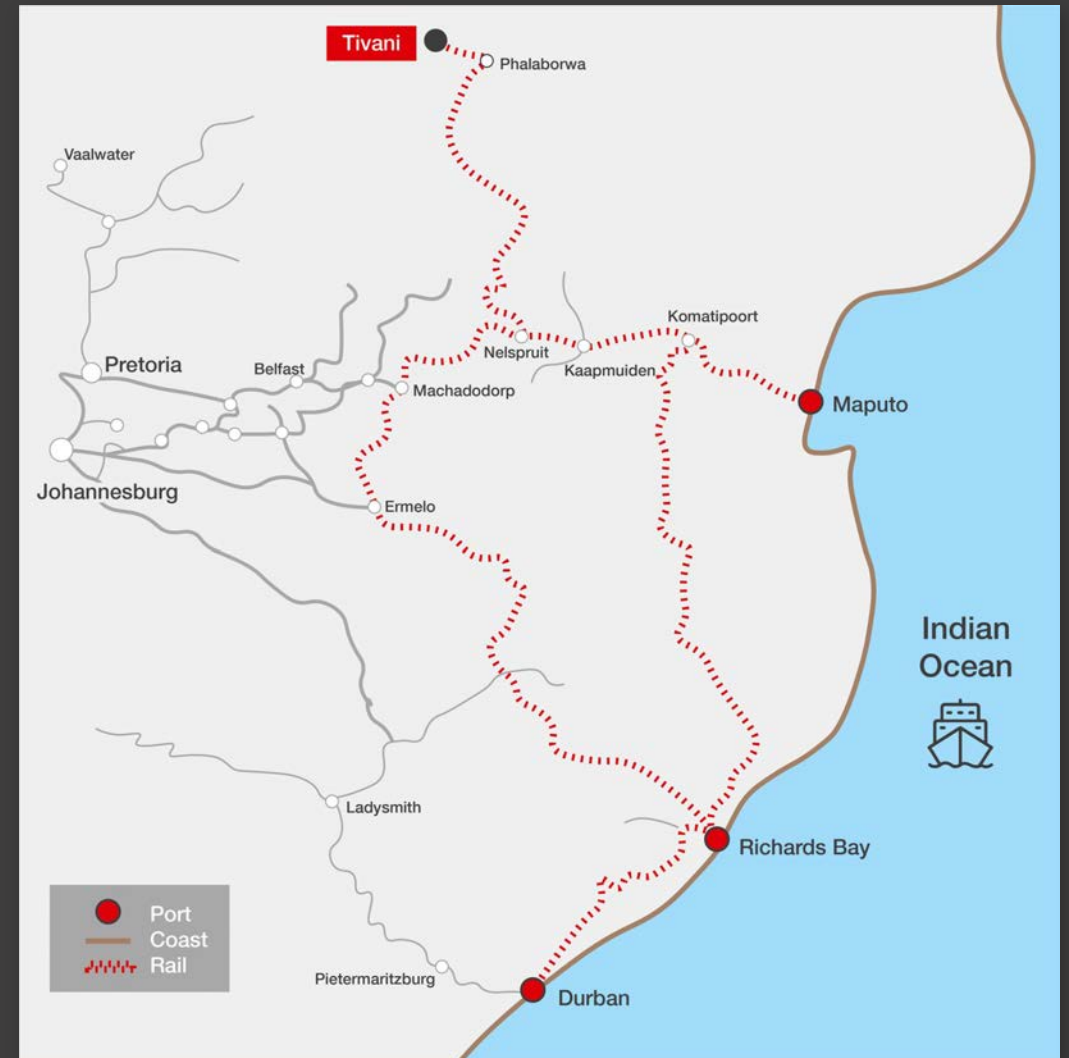 Tivani
Phalaborwa
Vaalwater
Komatipoort
Nelspruit
Kaapmuiden
Pretoria
Belfast
Machadodorp
Maputo
Johannesburg
Ermelo
Indian
Ocean
Ladysmith
Richards Bay
Port
Coast
Rail
Pietermaritzburg
Durban